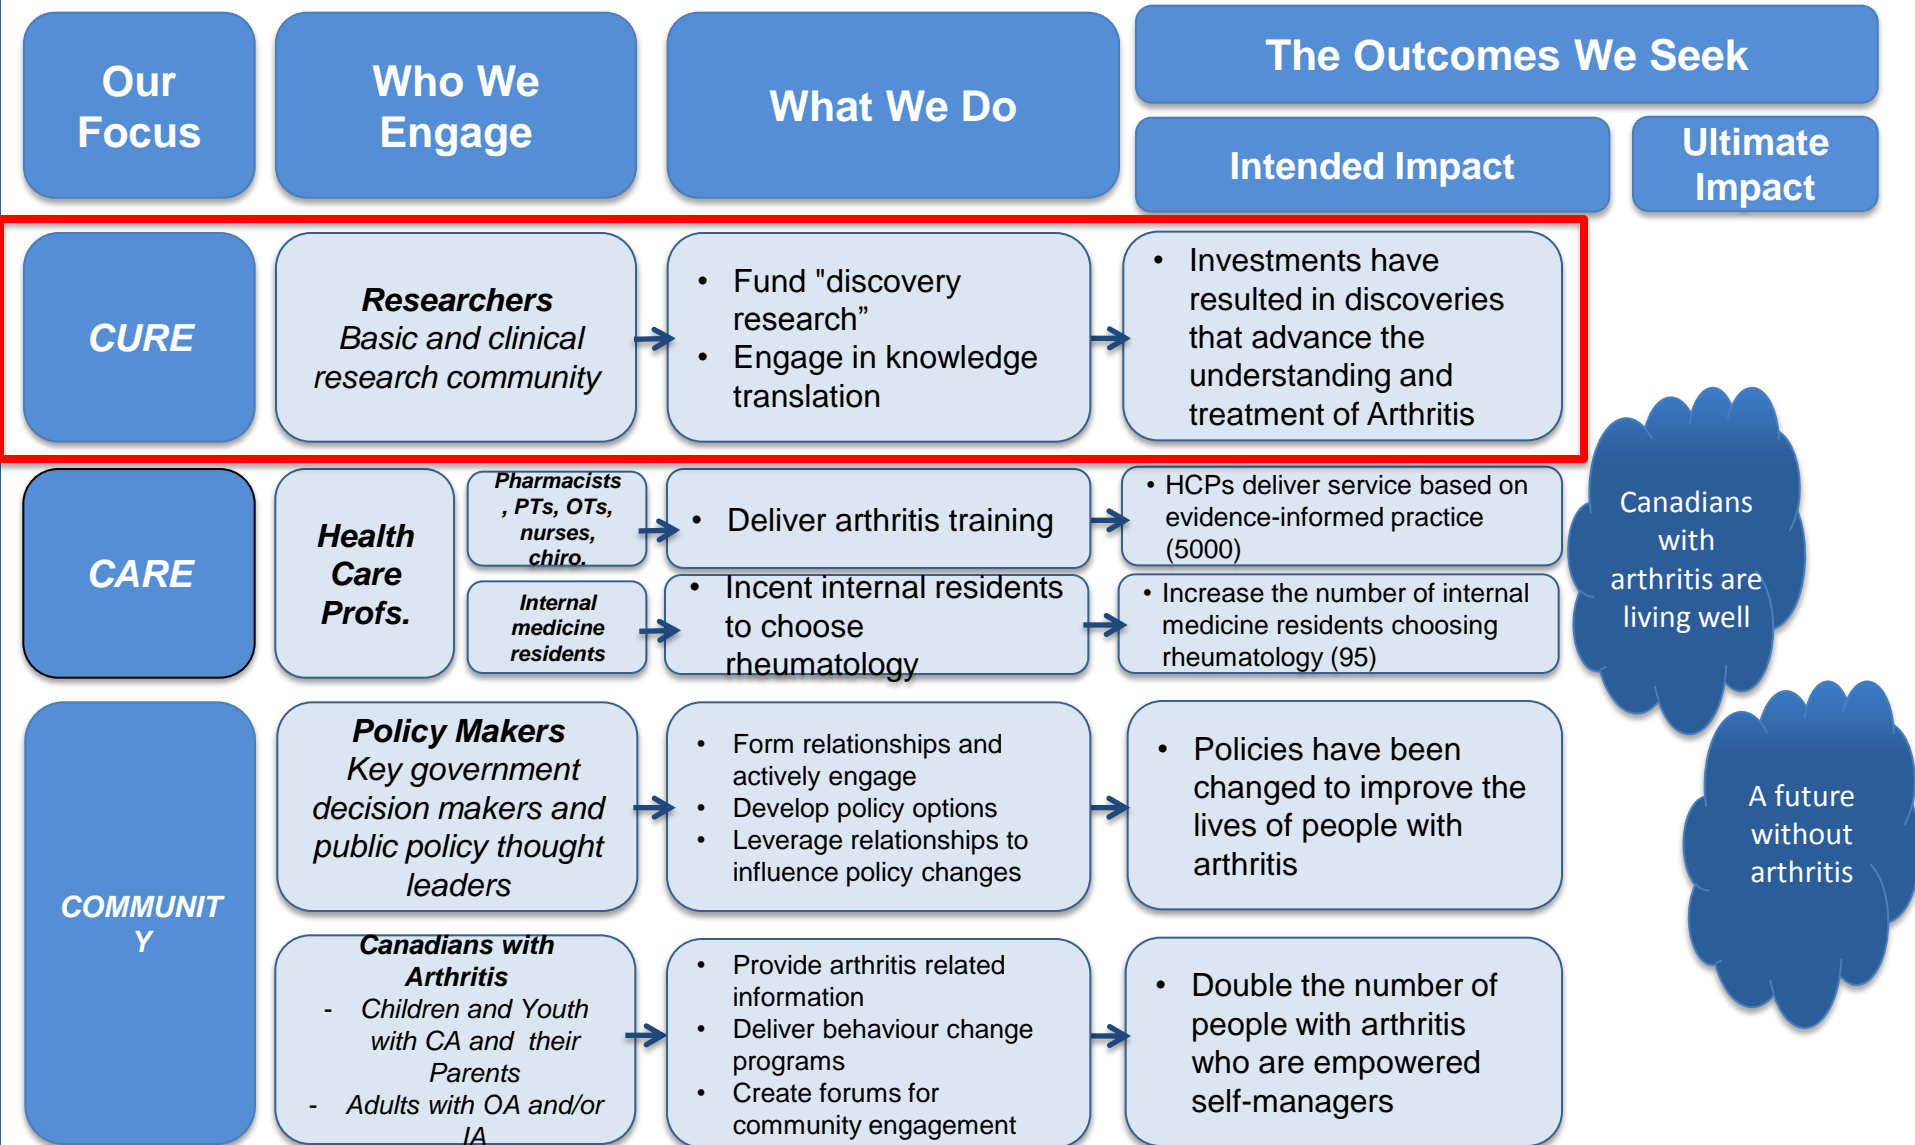 Our
Focus
Who We
Engage
What We Do
The Outcomes We Seek
Intended Impact
Ultimate
Impact
CURE
Researchers
Basic and clinical
research community
• Fund "discovery
research”
• Engage in knowledge
translation
• Investments have
resulted in discoveries
that advance the
understanding and
treatment of Arthritis
CARE
Health
Care
Profs.
Pharmacists
, PTs, OTs,
nurses,
chiro.
• Deliver arthritis training
• HCPs deliver service based on
evidence-informed practice
(5000)
Internal
medicine
residents
• Incent internal residents
to choose
rheumatology
• Increase the number of internal
medicine residents choosing
rheumatology (95)
Canadians
with
arthritis are
living well
COMMUNIT
Y
Policy Makers
Key government
decision makers and
public policy thought
leaders
• Form relationships and
actively engage
• Develop policy options
• Leverage relationships to
influence policy changes
• Policies have been
changed to improve the
lives of people with
arthritis
A future
without
arthritis
Canadians with
Arthritis
- Children and Youth
with CA and their
Parents
- Adults with OA and/or
IA
• Provide arthritis related
information
• Deliver behaviour change
programs
• Create forums for
community engagement
• Double the number of
people with arthritis
who are empowered
self-managers